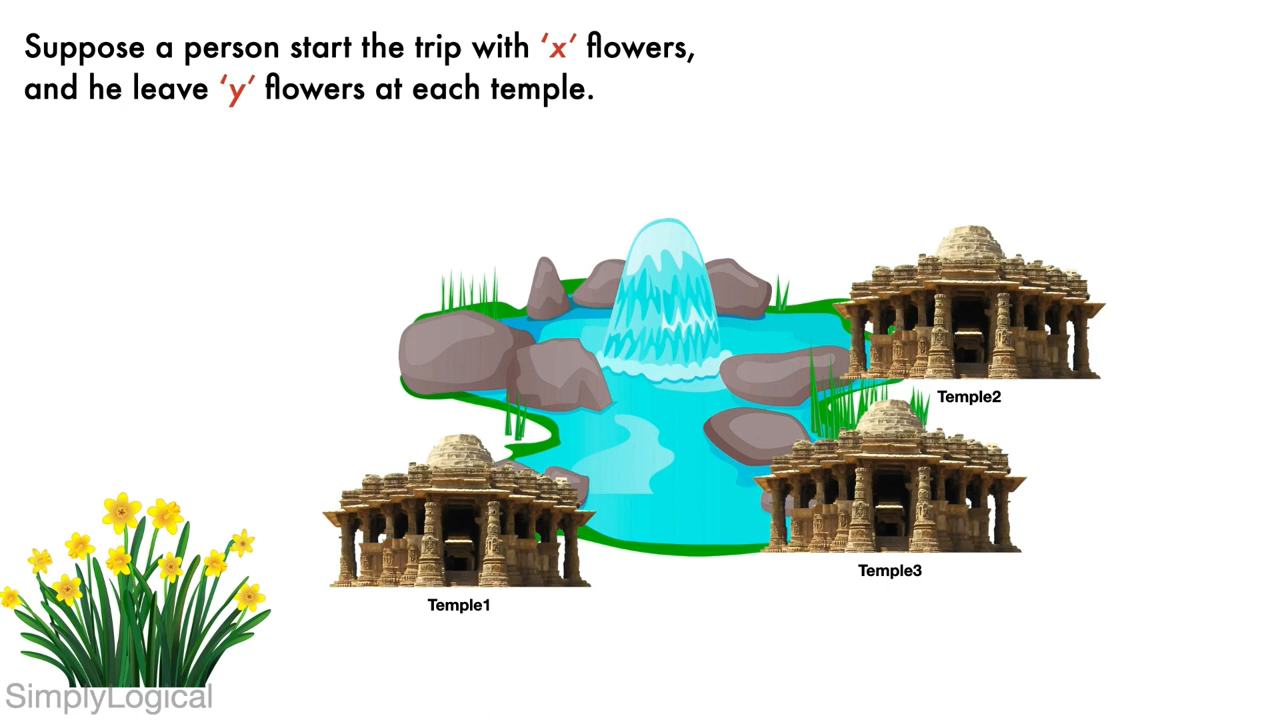 Suppose a person start the trip with ‘x’ flowers,
and he leave ‘y’ flowers at each temple.
Temple2
Temple3
Temple1
SimplyLogical